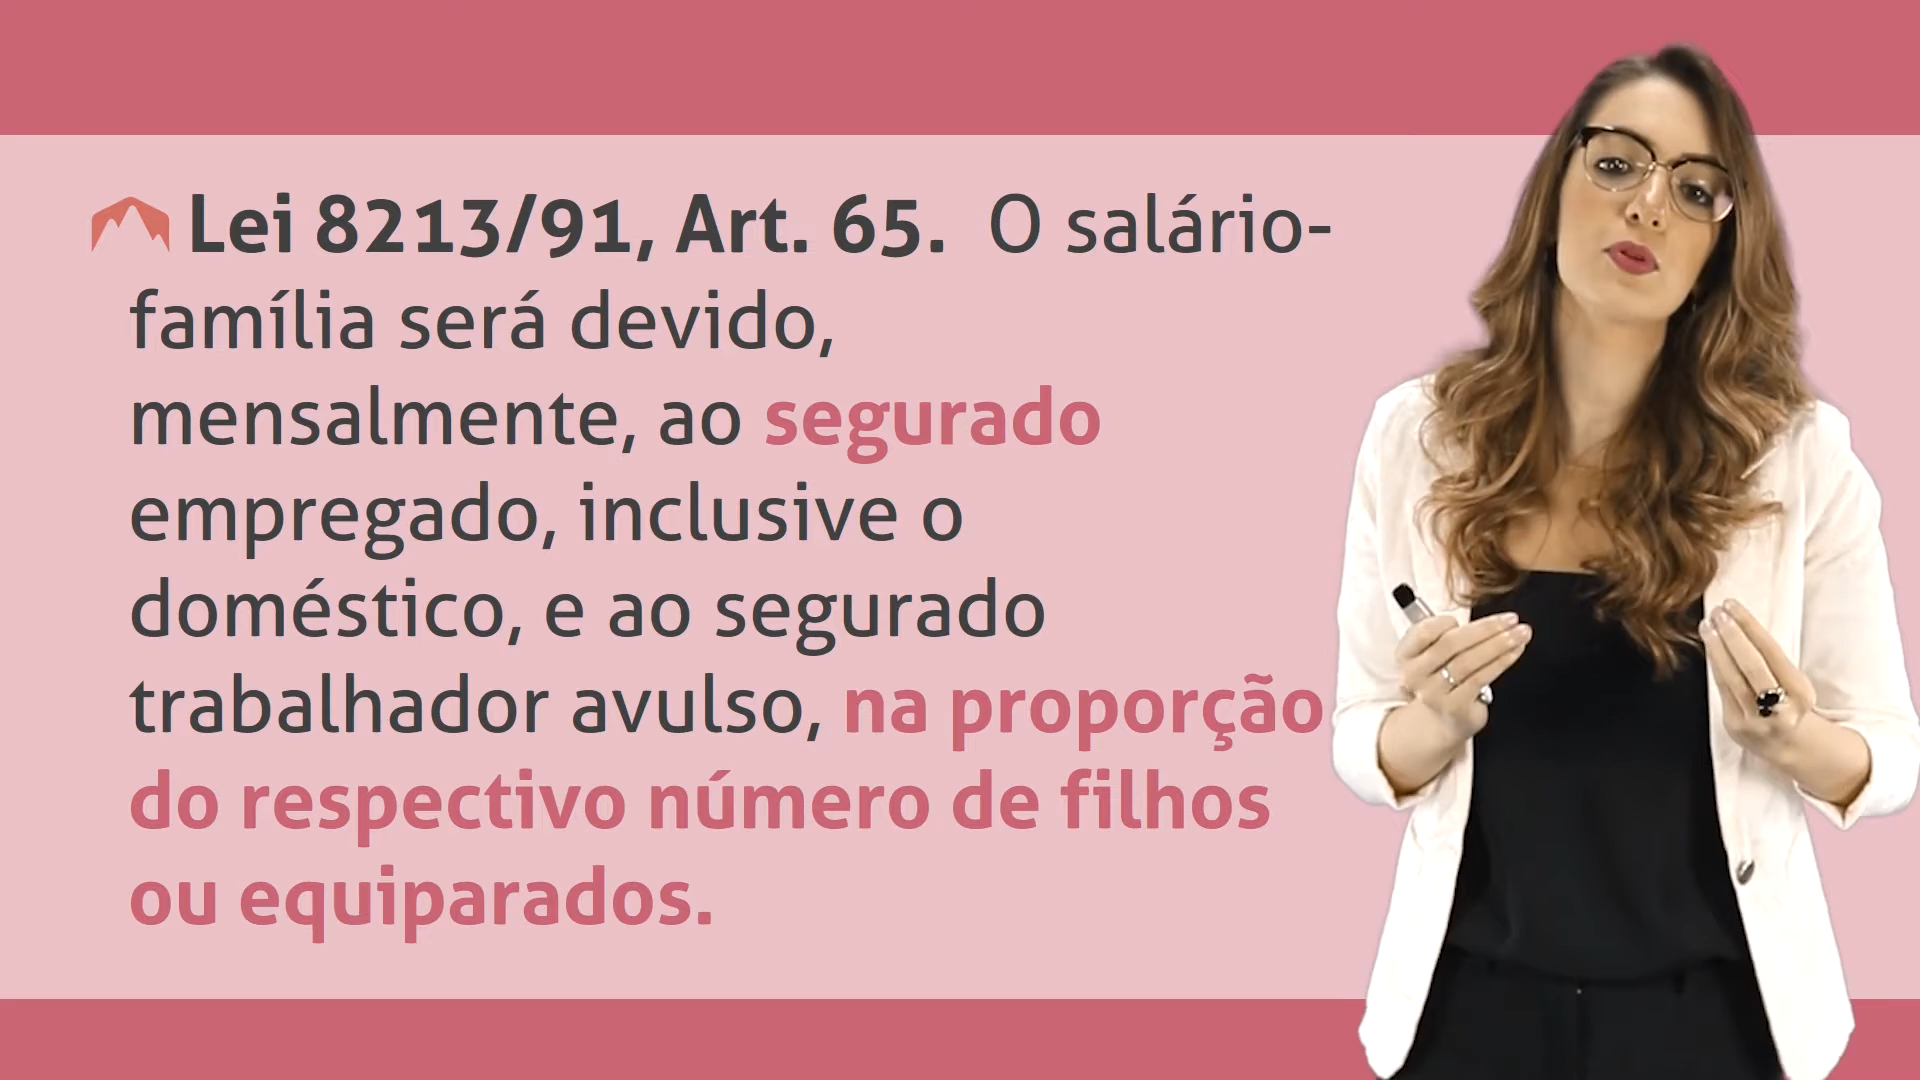 Lei 8213/91, Art. 65. O salário-
família será devido,
mensalmente, ao segurado
empregado, inclusive o
doméstico, e ao segurado
trabalhador avulso, na proporção
do respectivo número de filhos
ou equiparados.